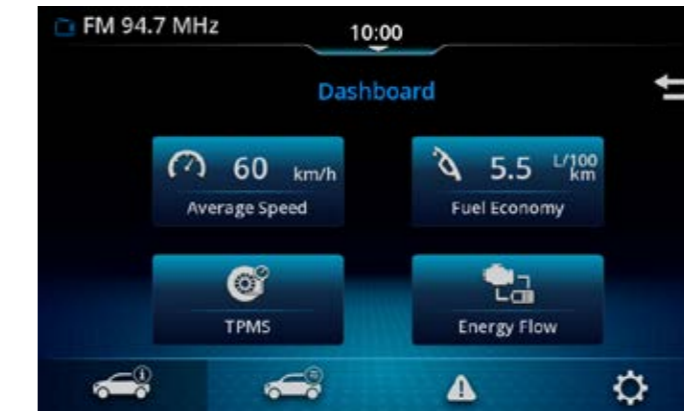 FM 94.7 MHz
10:00
Dashboard
60 km/h
Average Speed
5.5 L/100 km
Fuel Economy
TPMS
Energy Flow